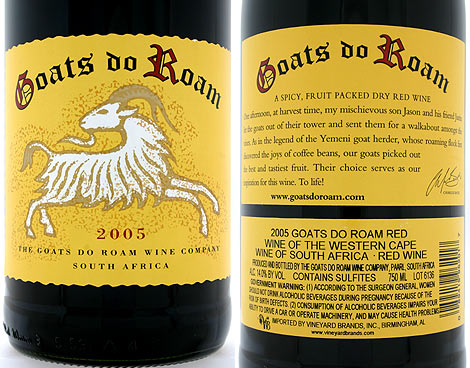 Goats do Roam
2005
THE GOATS DO ROAM WINE COMPANY
SOUTH AFRICA
Goats do Roam
A SPICY, FRUIT PACKED DRY RED WINE
One afternoon, at harvest time, my mischievous son Jason and his friend
the goats out of their tower and sent them for a walkabout amongst the
As in the legend of the Yemeni goat herder, whose roaming flock first
discovered the joys of coffee beans, our goats picked out
the best and tastiest fruit. Their choice serves as our
inspiration for this wine. To life!
www.goatsdoroam.com
2005 GOATS DO ROAM RED
WINE OF THE WESTERN CAPE
WINE OF SOUTH AFRICA · RED WINE
PRODUCED AND BOTTLED BY THE GOATS DO ROAM WINE COMPANY, PAARL, SOUTH AFRICA
ALC. 14.0% BY VOL. CONTAINS SULFITES 750 ML LOT 6136
GOVERNMENT WARNING: (1) ACCORDING TO THE SURGEON GENERAL, WOMEN
SHOULD NOT DRINK ALCOHOLIC BEVERAGES DURING PREGNANCY BECAUSE OF THE
RISK OF BIRTH DEFECTS. (2) CONSUMPTION OF ALCOHOLIC BEVERAGES IMPAIRS YOUR
ABILITY TO DRIVE A CAR OR OPERATE MACHINERY, AND MAY CAUSE HEALTH PROBLEMS.
IMPORTED BY VINEYARD BRANDS, INC., BIRMINGHAM, AL
www.vineyardbrands.com